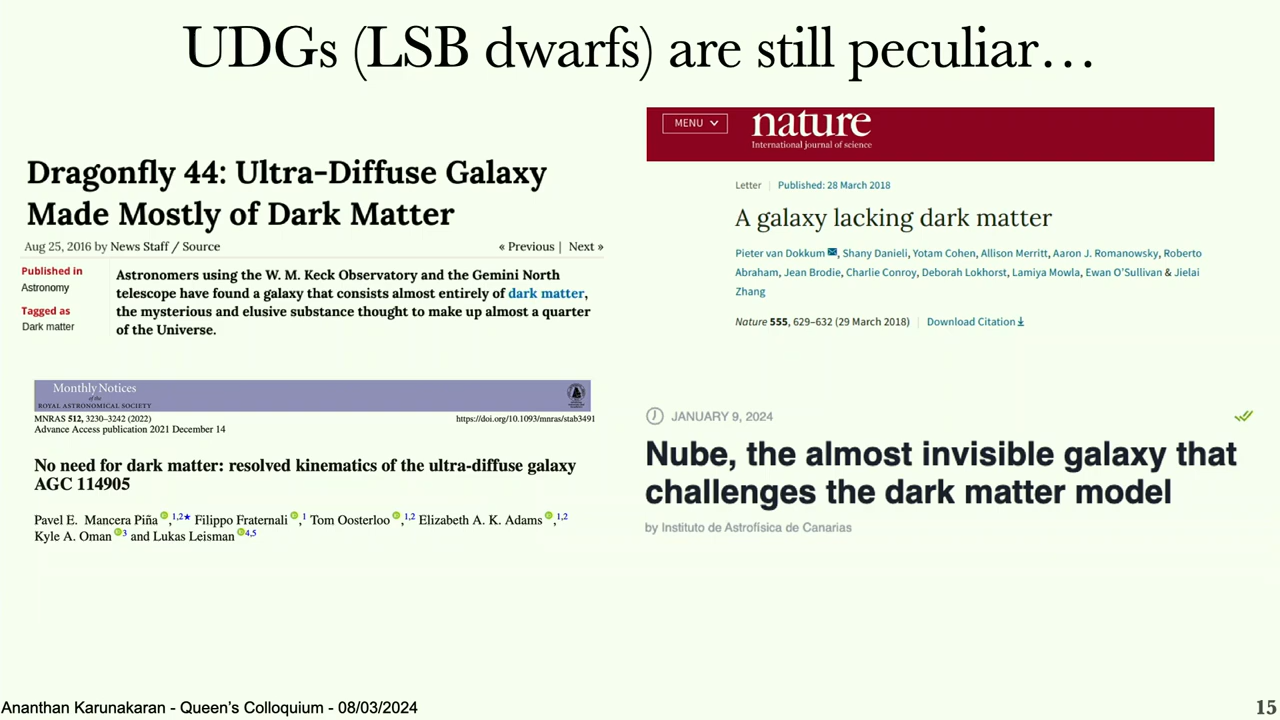 UDGs (LSB dwarfs) are still peculiar…
Dragonfly 44: Ultra-Diffuse Galaxy
Made Mostly of Dark Matter
Aug 25, 2016 by News Staff / Source
« Previous | Next »
Published in
Astronomy
Tagged as
Dark matter
Astronomers using the W. M. Keck Observatory and the Gemini North
telescope have found a galaxy that consists almost entirely of dark matter,
the mysterious and elusive substance thought to make up almost a quarter
of the Universe.
MENU
nature
International journal of science
Letter | Published: 28 March 2018
A galaxy lacking dark matter
Pieter van Dokkum, Shany Danieli, Yotam Cohen, Allison Merritt, Aaron J. Romanowsky, Roberto
Abraham, Jean Brodie, Charlie Conroy, Deborah Lokhorst, Lamiya Mowla, Ewan O'Sullivan & Jielai
Zhang
Nature 555, 629–632 (29 March 2018) | Download Citation
Monthly Notices
of the
ROYAL ASTRONOMICAL SOCIETY
MNRAS 512, 3230–3242 (2022)
https://doi.org/10.1093/mnras/stab3491
Advance Access publication 2021 December 14
No need for dark matter: resolved kinematics of the ultra-diffuse galaxy
AGC 114905
Pavel E. Mancera Piña,1,2★ Filippo Fraternali,1 Tom Oosterloo,1,2 Elizabeth A. K. Adams,1,2
Kyle A. Oman3 and Lukas Leisman4,5
JANUARY 9, 2024
Nube, the almost invisible galaxy that
challenges the dark matter model
by Instituto de Astrofísica de Canarias
Ananthan Karunakaran - Queen's Colloquium - 08/03/2024
15